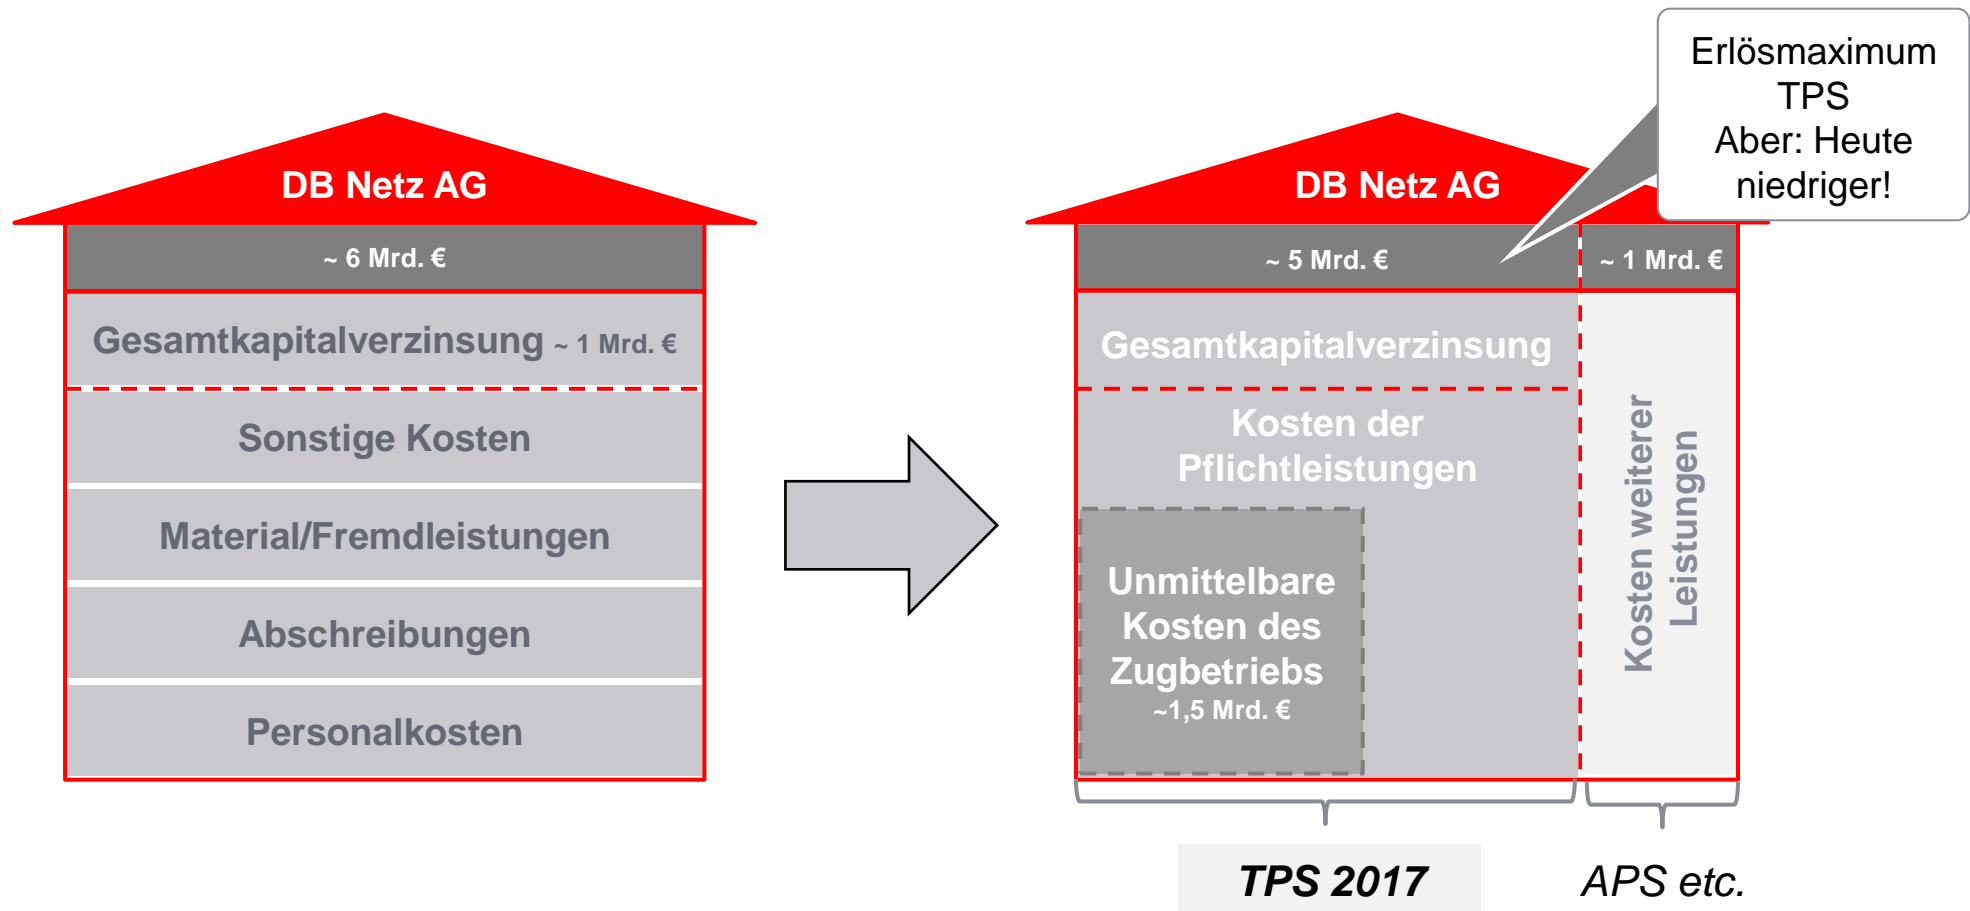 DB Netz AG
~ 6 Mrd. €
Gesamtkapitalverzinsung ~ 1 Mrd. €
Sonstige Kosten
Material/Fremdleistungen
Abschreibungen
Personalkosten
Erlösmaximum
TPS
Aber: Heute
niedriger!
DB Netz AG
~ 5 Mrd. €
~ 1 Mrd. €
Gesamtkapitalverzinsung
Kosten der
Pflichtleistungen
Unmittelbare
Kosten des
Zugbetriebs
~1,5 Mrd. €
Kosten weiterer
Leistungen
TPS 2017
APS etc.